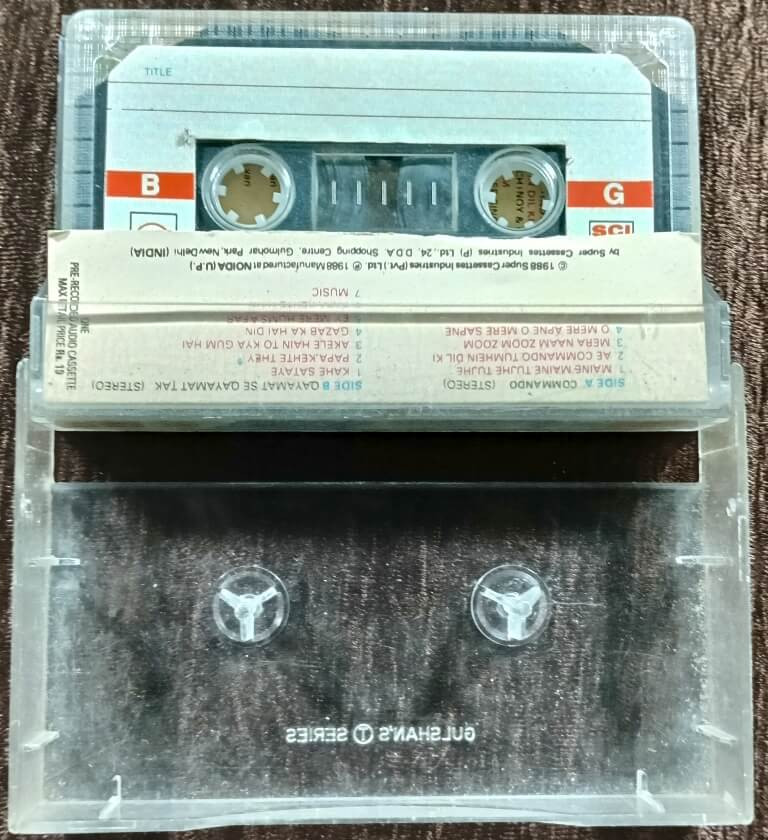 TITLE
B
G
SCI
PRE-RECORDED AUDIO CASSETTE
MAX RETAIL PRICE Rs. 19
SIDE A COMMANDO (STEREO)
1 MAINE MAINE TUJHE TUJHE
2 AE COMMANDO TUMHEIN DIL KI
3 MERA NAAM ZOOM ZOOM
4 O MERE APNE O MERE SAPNE
SIDE B QAYAMAT SE QAYAMAT TAK (STEREO)
1 KAHE SATAYE
2 PAPA KEHTE THEY
3 AKELE HAIN TO KYA GUM HAI
4 GAZAB KA HAI DIN
5 EY MERE HUMSAFAR
7 MUSIC
© 1988 Super Cassettes Industries (Pvt.) Ltd. ℗ 1988 Manufactured at NOIDA (U.P.)
by Super Cassettes Industries (P) Ltd., 24, D.D.A. Shopping Centre, Gulmohar Park, New Delhi (INDIA)
GULSHAN'S T SERIES